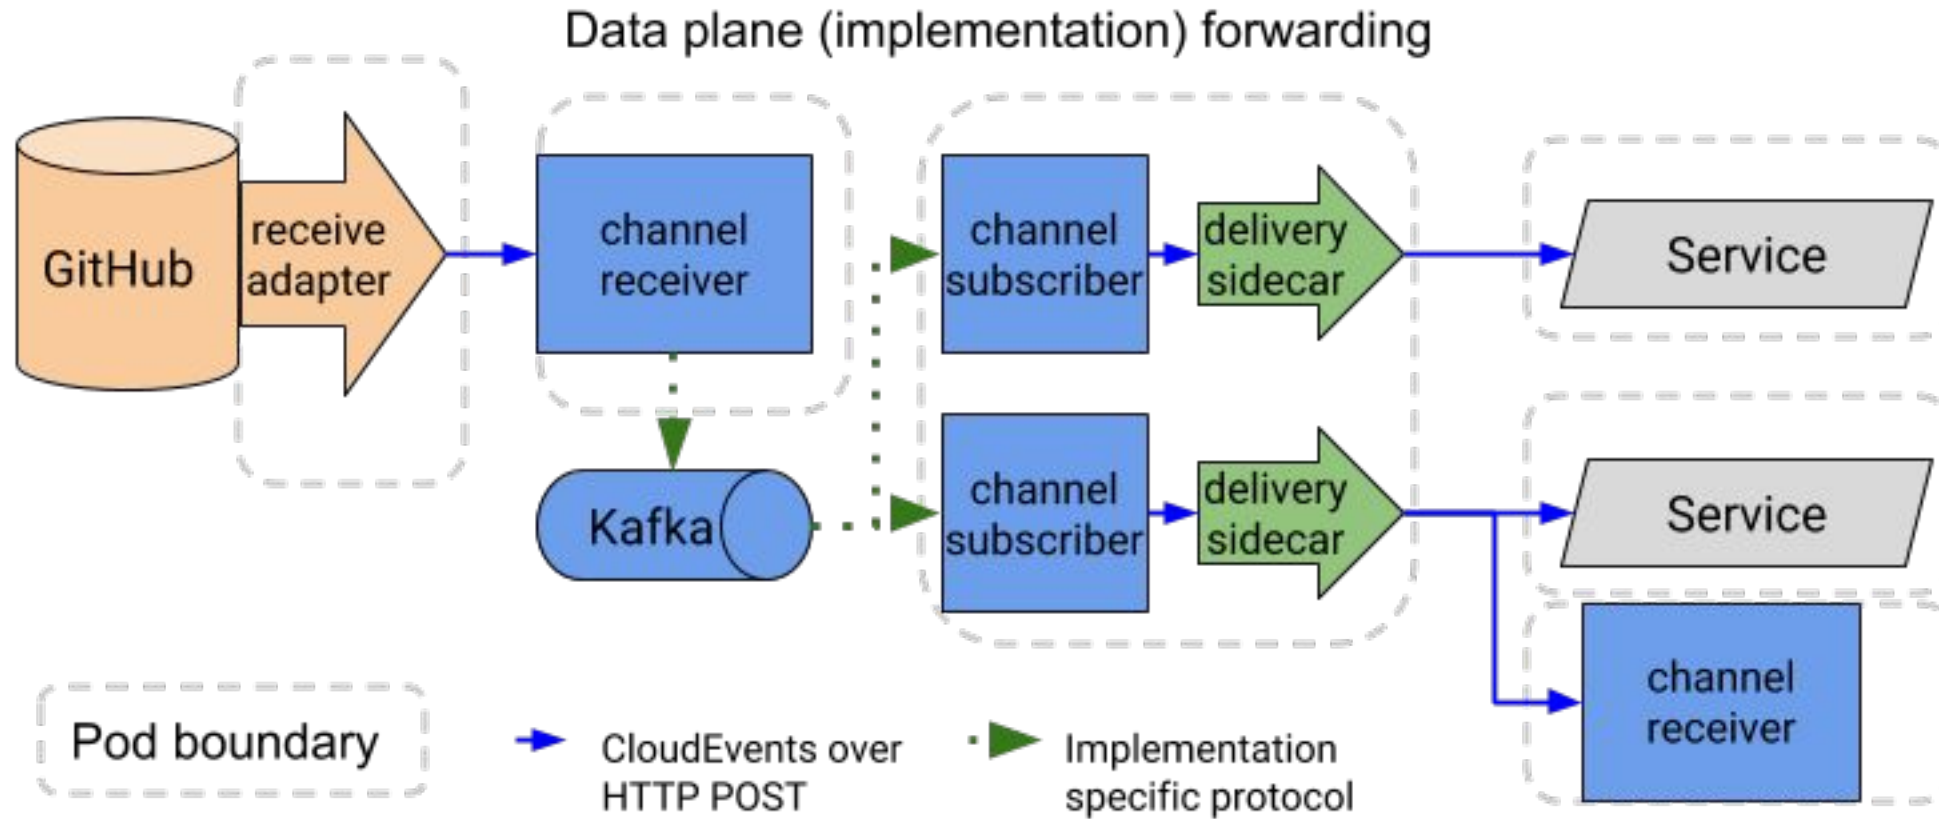 Data plane (implementation) forwarding
GitHub
receive
adapter
channel
receiver
Kafka
channel
subscriber
delivery
sidecar
Service
channel
subscriber
delivery
sidecar
Service
channel
receiver
Pod boundary
CloudEvents over
HTTP POST
Implementation
specific protocol